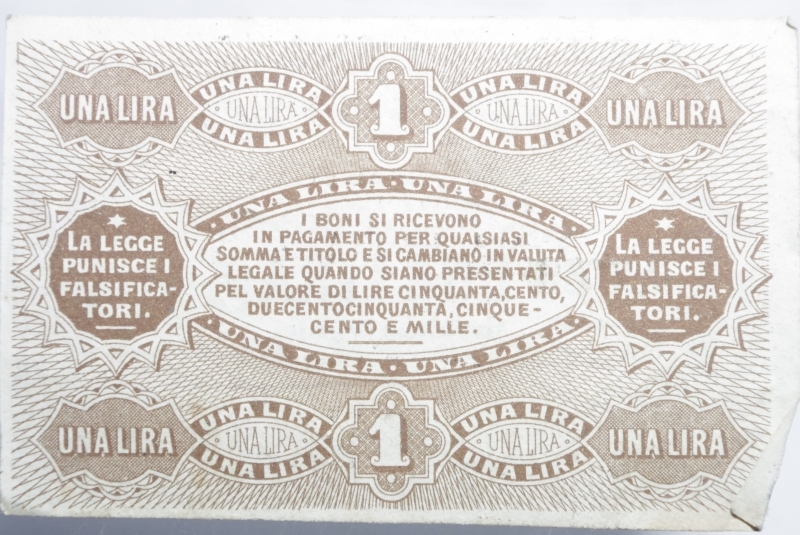 UNA LIRA
UNA LIRA
UNA LIRA
UNA LIRA
1
UNA LIRA
UNA LIRA
UNA LIRA
UNA LIRA
UNA LIRA · UNA LIRA ·
★
LA LEGGE
PUNISCE I
FALSIFICA-
TORI.
I BONI SI RICEVONO
IN PAGAMENTO PER QUALSIASI
SOMMA E TITOLO E SI CAMBIANO IN VALUTA
LEGALE QUANDO SIANO PRESENTATI
PEL VALORE DI LIRE CINQUANTA, CENTO,
DUECENTOCINQUANTA, CINQUE-
CENTO E MILLE.
★
LA LEGGE
PUNISCE I
FALSIFICA-
TORI.
· UNA LIRA · UNA LIRA ·
UNA LIRA
UNA LIRA
UNA LIRA
UNA LIRA
1
UNA LIRA
UNA LIRA
UNA LIRA
UNA LIRA